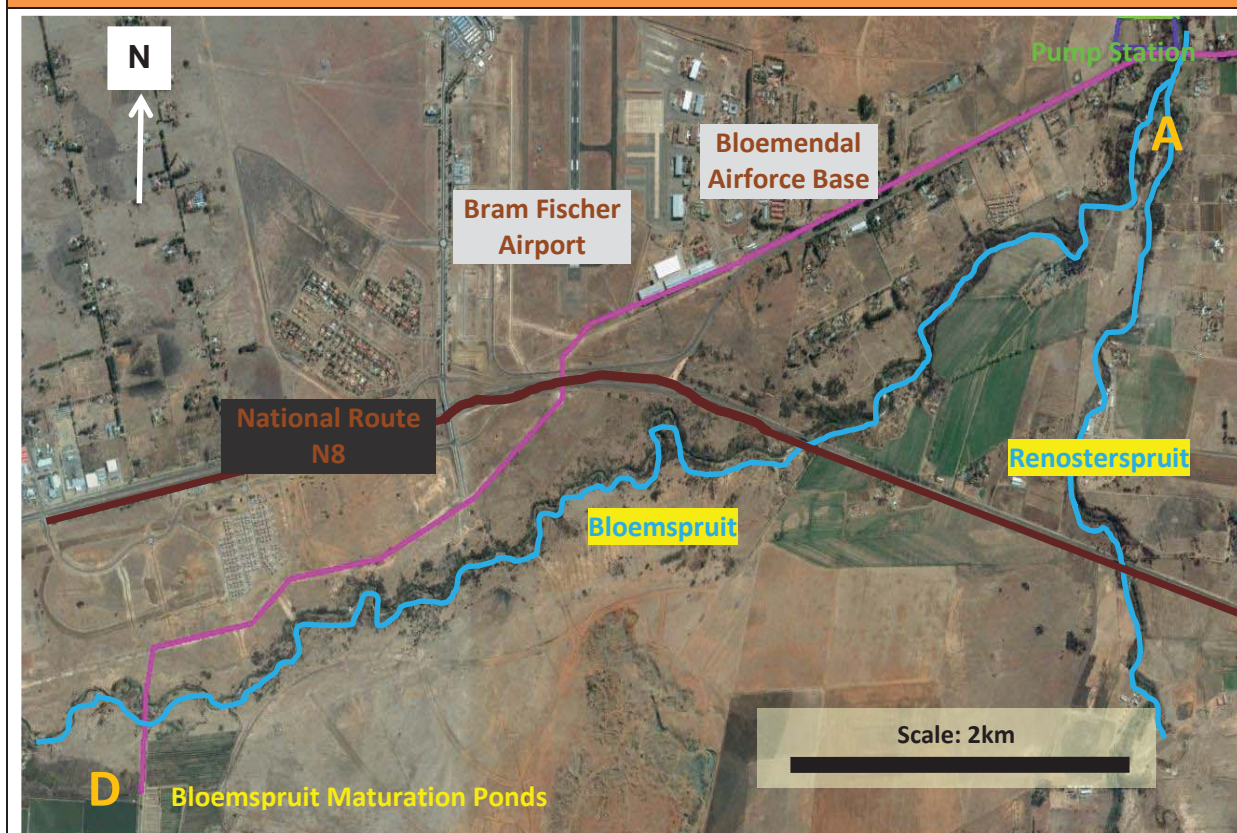 N
Pump Station
A
Bloemendal
Airforce Base
Bram Fischer
Airport
National Route
N8
Renosterspruit
Bloemspruit
Scale: 2km
D
Bloemspruit Maturation Ponds